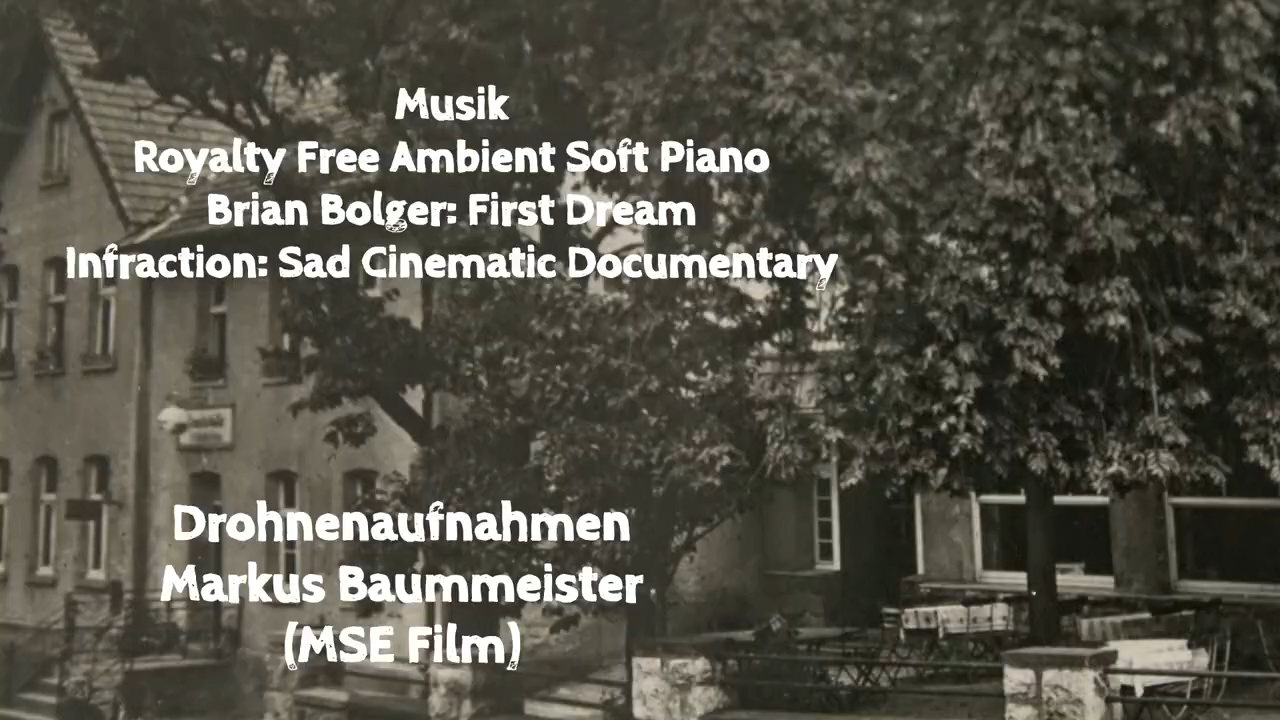 Musik
Royalty Free Ambient Soft Piano
Brian Bolger: First Dream
Infraction: Sad Cinematic Documentary
Drohnenaufnahmen
Markus Baummeister
(MSE Film)